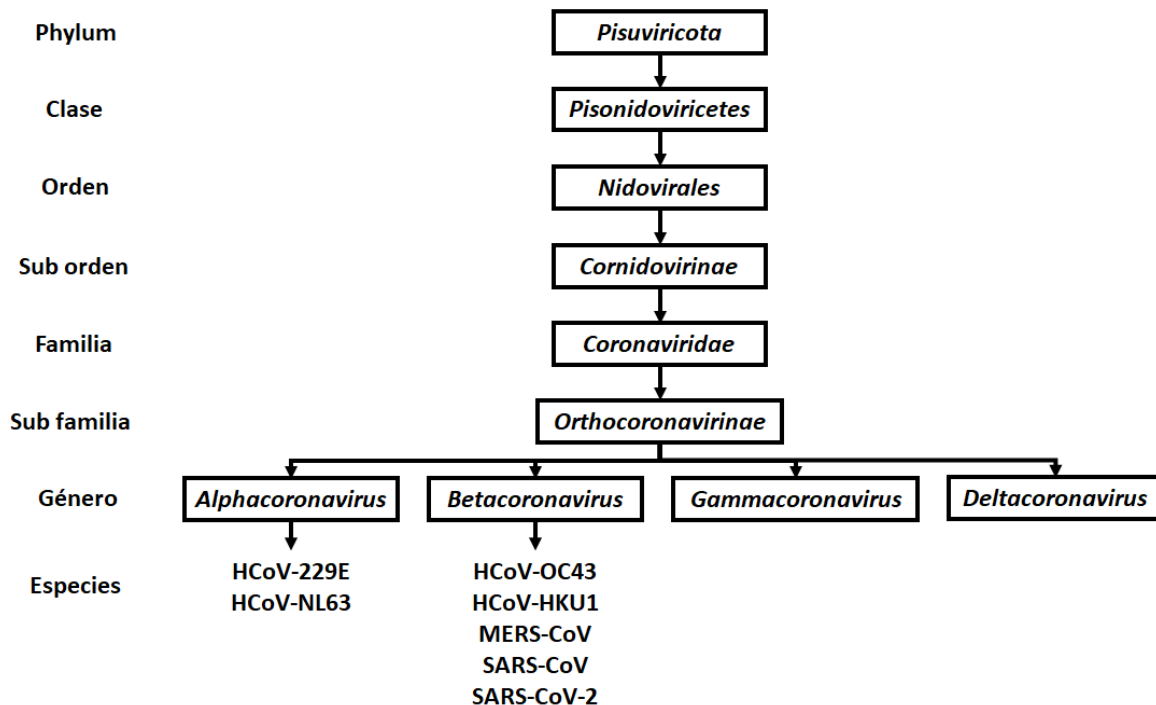 Phylum
Pisuviricota
Clase
Pisonidoviricetes
Orden
Nidovirales
Sub orden
Cornidovirinae
Familia
Coronaviridae
Sub familia
Orthocoronavirinae
Género
Alphacoronavirus
Betacoronavirus
Gammacoronavirus
Deltacoronavirus
Especies
HCoV-229E
HCoV-NL63
HCoV-OC43
HCoV-HKU1
MERS-CoV
SARS-CoV
SARS-CoV-2